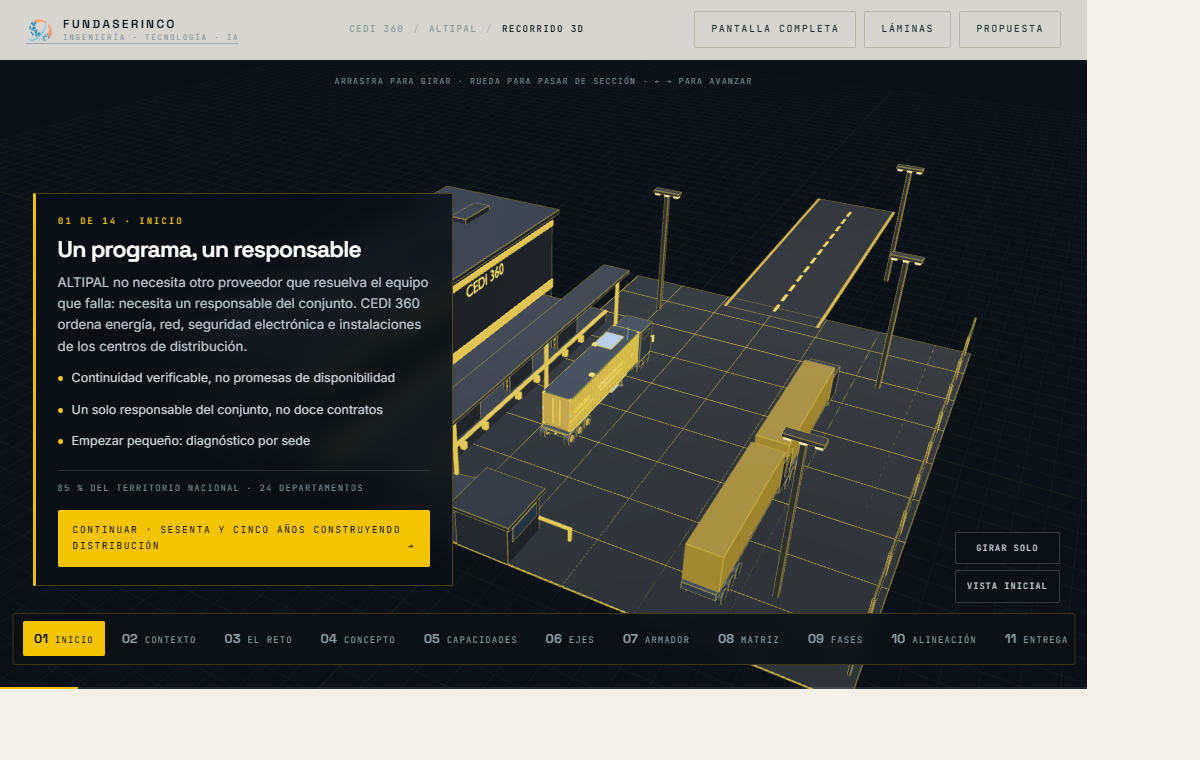 FUNDASERINCO
INGENIERÍA · TECNOLOGÍA · IA
CEDI 360 / ALTIPAL / RECORRIDO 3D
PANTALLA COMPLETA
LÁMINAS
PROPUESTA
ARRASTRA PARA GIRAR · RUEDA PARA PASAR DE SECCIÓN · ← → PARA AVANZAR
01 DE 14 · INICIO
Un programa, un responsable
ALTIPAL no necesita otro proveedor que resuelva el equipo
que falla: necesita un responsable del conjunto. CEDI 360
ordena energía, red, seguridad electrónica e instalaciones
de los centros de distribución.
• Continuidad verificable, no promesas de disponibilidad
• Un solo responsable del conjunto, no doce contratos
• Empezar pequeño: diagnóstico por sede
85 % DEL TERRITORIO NACIONAL · 24 DEPARTAMENTOS
CONTINUAR · SESENTA Y CINCO AÑOS CONSTRUYENDO
DISTRIBUCIÓN →
CEDI 360
GIRAR SOLO
VISTA INICIAL
01 INICIO
02 CONTEXTO
03 EL RETO
04 CONCEPTO
05 CAPACIDADES
06 EJES
07 ARMADOR
08 MATRIZ
09 FASES
10 ALINEACIÓN
11 ENTREGA